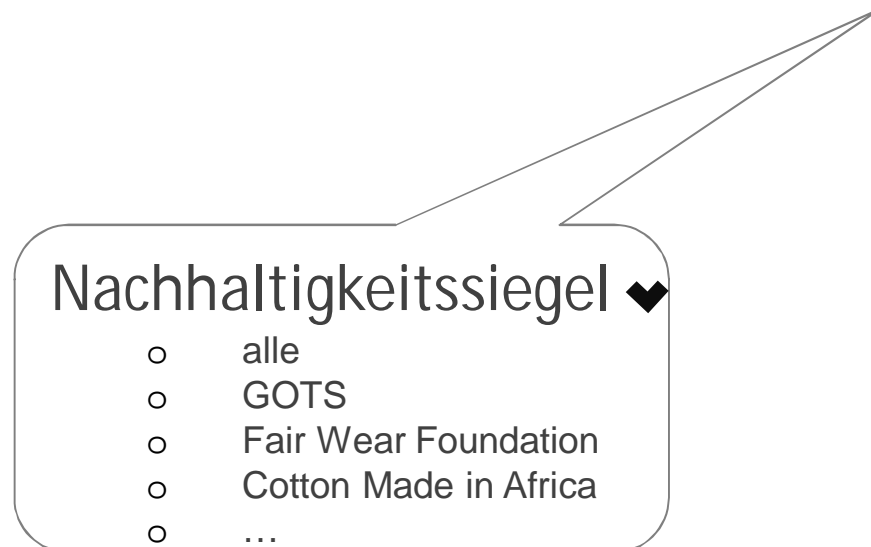 Nachhaltigkeitssiegel
o alle
o GOTS
o Fair Wear Foundation
o Cotton Made in Africa
o …